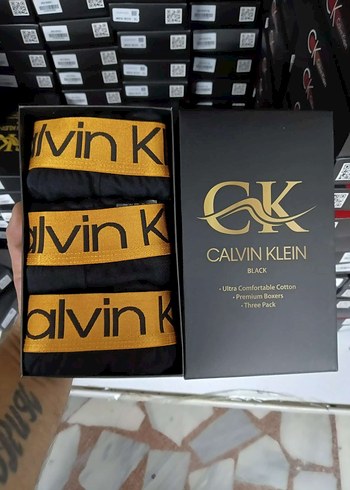 alvin K
alvin K
alvin K
CK
CALVIN KLEIN
BLACK
• Ultra Comfortable Cotton
• Premium Boxers
• Three Pack